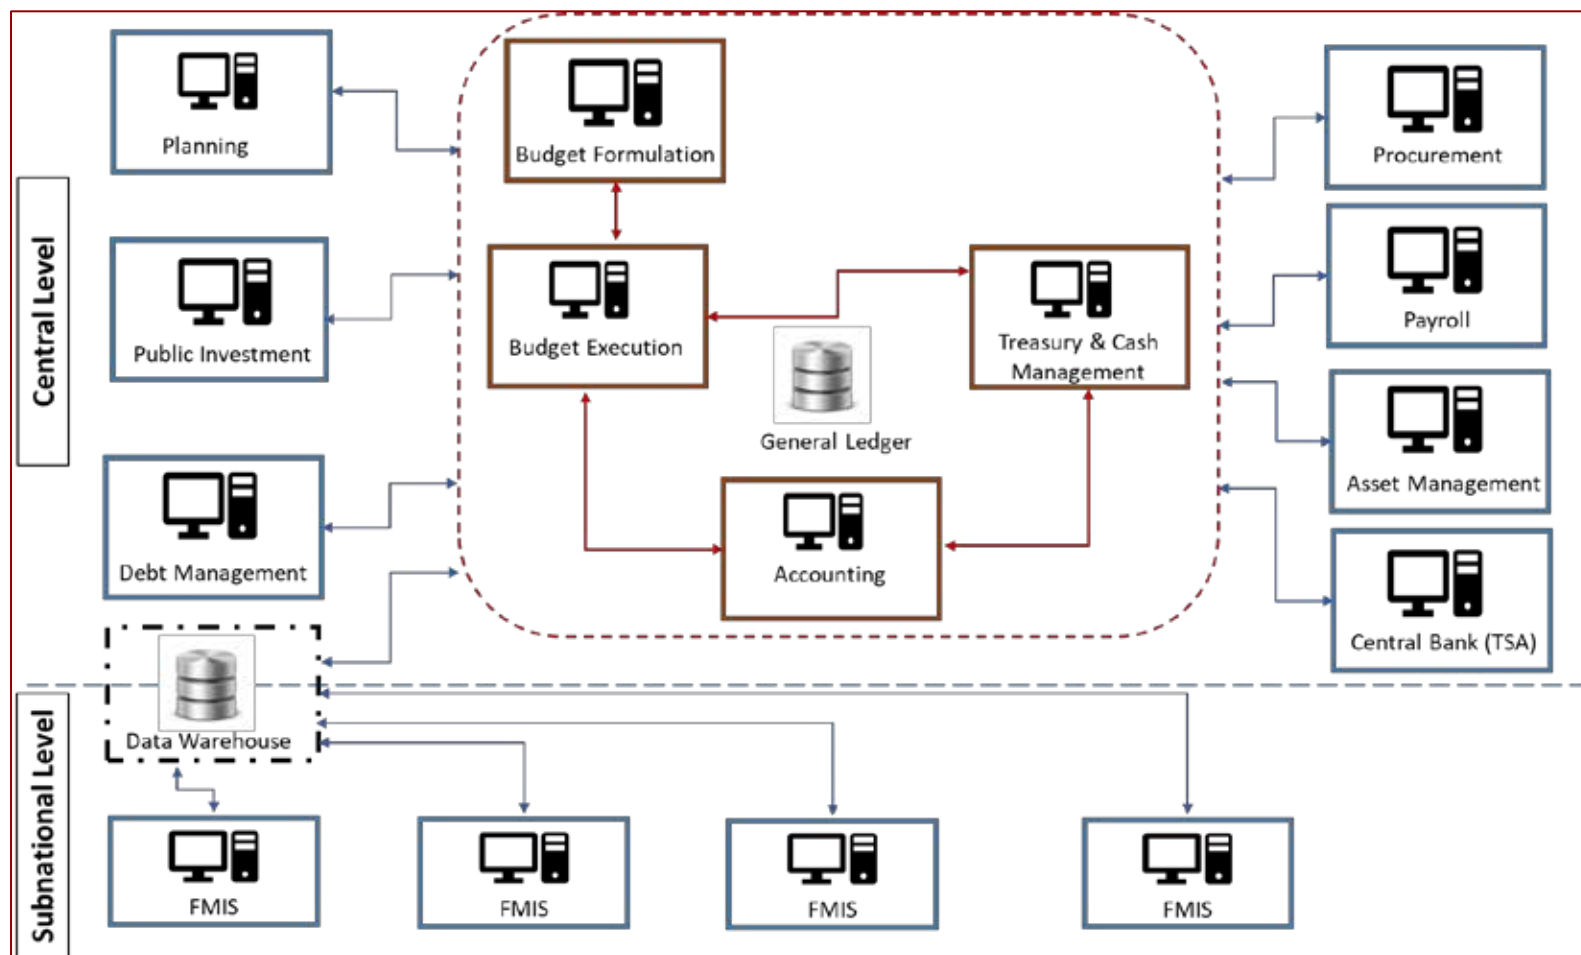 Central Level
Planning
Public Investment
Debt Management
Budget Formulation
Budget Execution
Treasury & Cash
Management
General Ledger
Accounting
Procurement
Payroll
Asset Management
Central Bank (TSA)
Subnational Level
Data Warehouse
FMIS
FMIS
FMIS
FMIS